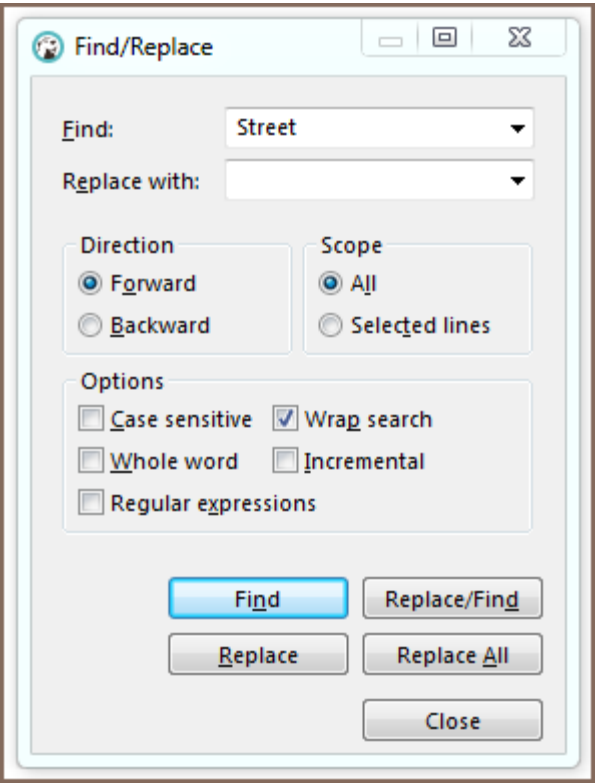 Find/Replace
Find: Street
Replace with:
Direction
Forward
Backward
Scope
All
Selected lines
Options
Case sensitive Wrap search
Whole word Incremental
Regular expressions
Find Replace/Find
Replace Replace All
Close